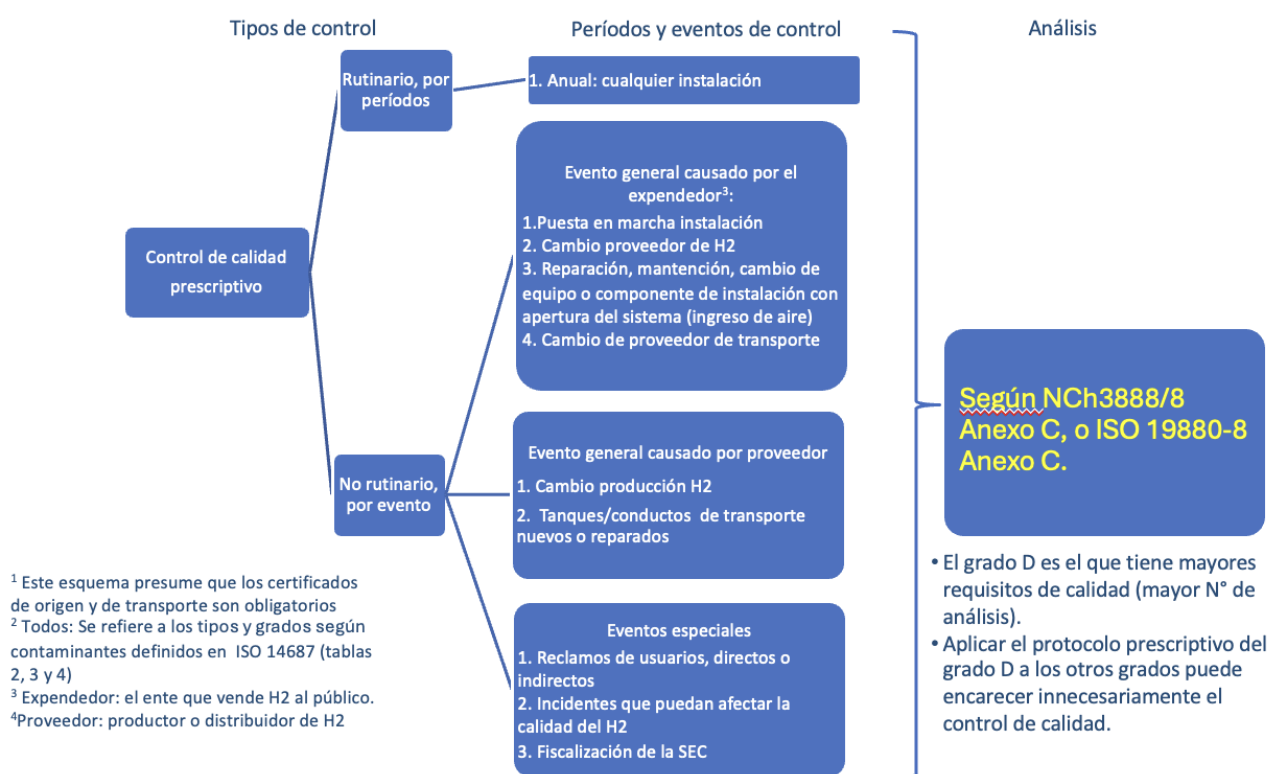 Tipos de control
Períodos y eventos de control
Análisis
Rutinario, por
períodos
1. Anual: cualquier instalación
Control de calidad
prescriptivo
Evento general causado por el
expendedor³:
1.Puesta en marcha instalación
2. Cambio proveedor de H2
3. Reparación, mantención, cambio de
equipo o componente de instalación con
apertura del sistema (ingreso de aire)
4. Cambio de proveedor de transporte
No rutinario,
por evento
Evento general causado por proveedor
1. Cambio producción H2
2. Tanques/conductos de transporte
nuevos o reparados
Eventos especiales
1. Reclamos de usuarios, directos o
indirectos
2. Incidentes que puedan afectar la
calidad del H2
3. Fiscalización de la SEC
Según NCh3888/8
Anexo C, o ISO 19880-8
Anexo C.
• El grado D es el que tiene mayores
requisitos de calidad (mayor N° de
análisis).
• Aplicar el protocolo prescriptivo del
grado D a los otros grados puede
encarecer innecesariamente el
control de calidad.
¹ Este esquema presume que los certificados
de origen y de transporte son obligatorios
² Todos: Se refiere a los tipos y grados según
contaminantes definidos en ISO 14687 (tablas
2, 3 y 4)
³ Expendedor: el ente que vende H2 al público.
⁴Proveedor: productor o distribuidor de H2